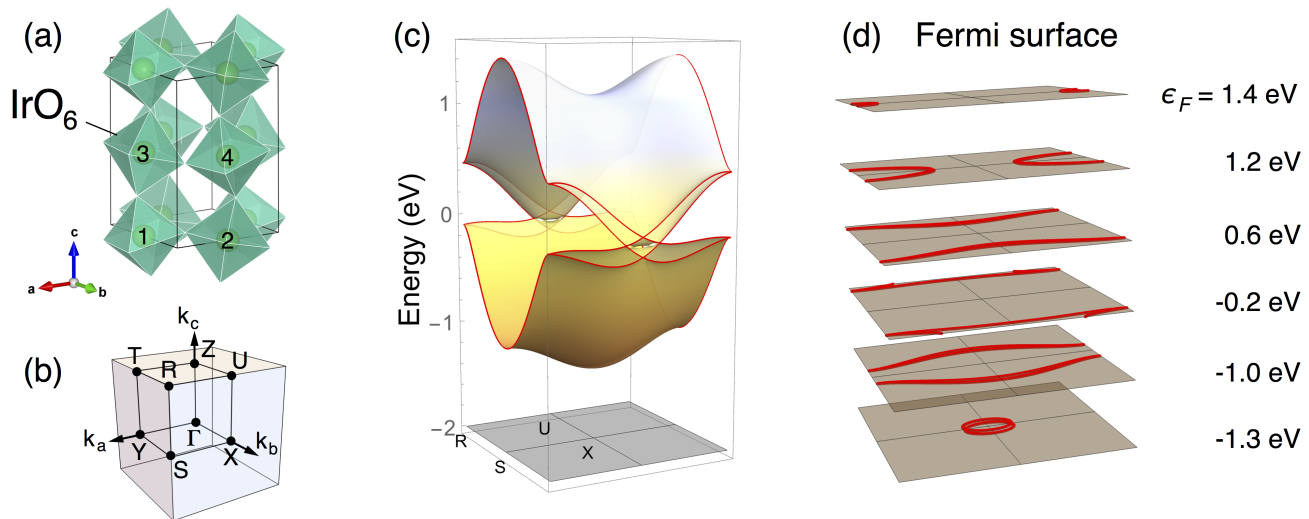 (a)
IrO6
3
4
1
2
c
a
b
(b)
kc
T
Z
R
U
ka
Γ
Y
kb
S
X
(c)
Energy (eV)
1
0
−1
−2
R
U
S
X
(d) Fermi surface
ϵF = 1.4 eV
1.2 eV
0.6 eV
-0.2 eV
-1.0 eV
-1.3 eV